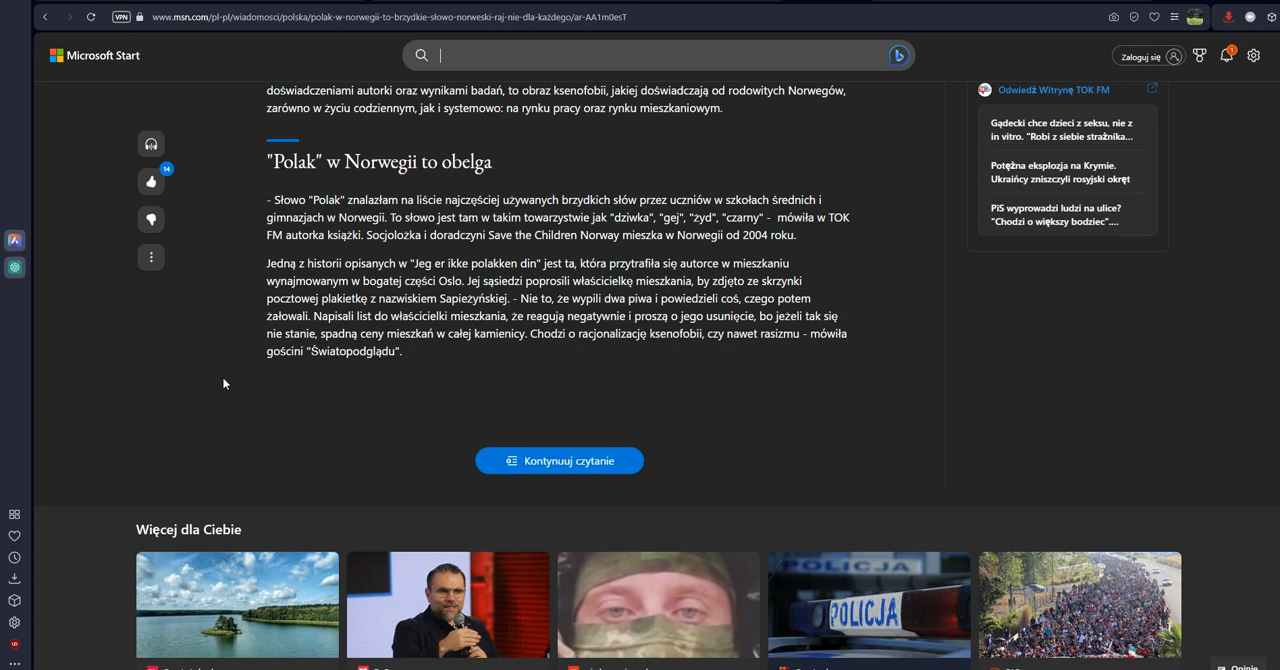 VPN
www.msn.com/pl-pl/wiadomosci/polska/polak-w-norwegii-to-brzydkie-słowo-norweski-raj-nie-dla-każdego/ar-AA1m0esT
Microsoft Start
Zaloguj się
1
doświadczeniami autorki oraz wynikami badań, to obraz ksenofobii, jakiej doświadczają od rodowitych Norwegów,
zarówno w życiu codziennym, jak i systemowo: na rynku pracy oraz rynku mieszkaniowym.
14
"Polak" w Norwegii to obelga
- Słowo "Polak" znalazłam na liście najczęściej używanych brzydkich słów przez uczniów w szkołach średnich i
gimnazjach w Norwegii. To słowo jest tam w takim towarzystwie jak "dziwka", "gej", "żyd", "czarny" - mówiła w TOK
FM autorka książki. Socjolożka i doradczyni Save the Children Norway mieszka w Norwegii od 2004 roku.
Jedną z historii opisanych w "Jeg er ikke polakken din" jest ta, która przytrafiła się autorce w mieszkaniu
wynajmowanym w bogatej części Oslo. Jej sąsiedzi poprosili właścicielkę mieszkania, by zdjęto ze skrzynki
pocztowej plakietkę z nazwiskiem Sapieżyńskiej. - Nie to, że wypili dwa piwa i powiedzieli coś, czego potem
żałowali. Napisali list do właścicielki mieszkania, że reagują negatywnie i proszą o jego usunięcie, bo jeżeli tak się
nie stanie, spadną ceny mieszkań w całej kamienicy. Chodzi o racjonalizację ksenofobii, czy nawet rasizmu - mówiła
gościni "Światopodglądu".
Odwiedź Witrynę TOK FM
Gądecki chce dzieci z seksu, nie z
in vitro. "Robi z siebie strażnika...
Potężna eksplozja na Krymie.
Ukraińcy zniszczyli rosyjski okręt
PiS wyprowadzi ludzi na ulice?
"Chodzi o większy bodziec"....
Kontynuuj czytanie
Więcej dla Ciebie
POLICJA
POLICJA
Opinie